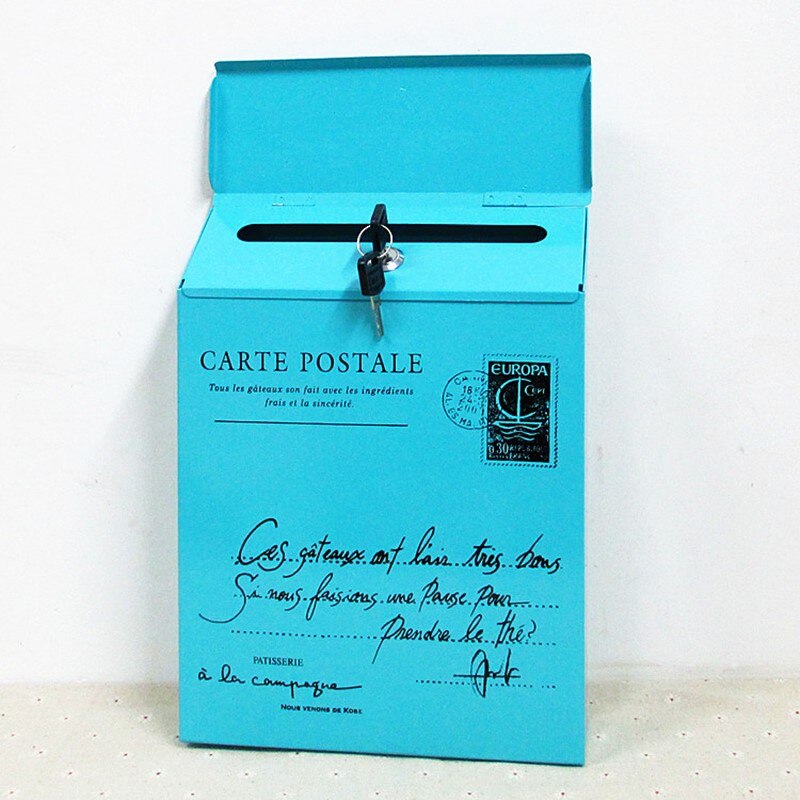 CARTE POSTALE
Tous les gâteaux son fait avec les ingrédients
frais et la sincérité.
EUROPA
CEPT
0.30
Ces gâteaux ont l'air très bons
Si nous faisions une Pause Pour
Prendre le thé?
PATISSERIE
à la campagne
NOUS VENONS DE KOBE